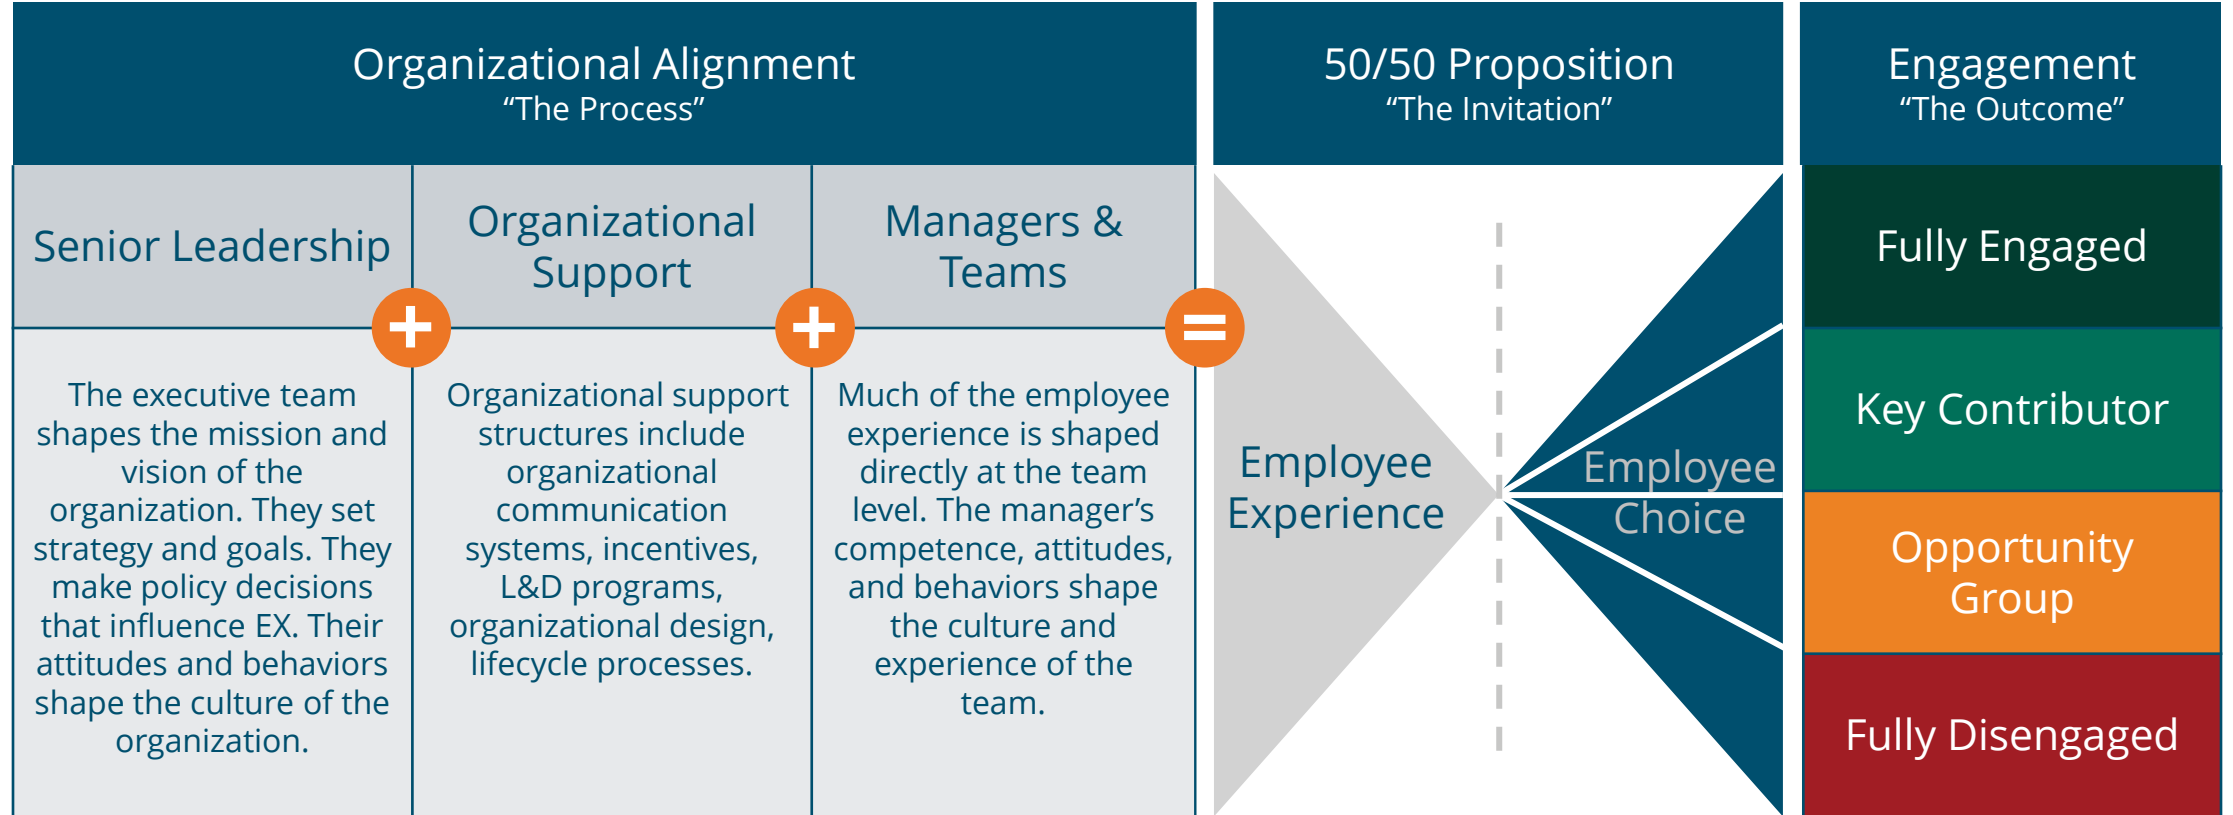 Organizational Alignment
“The Process”
50/50 Proposition
“The Invitation”
Engagement
“The Outcome”
Senior Leadership
Organizational
Support
Managers &
Teams
+
+
=
The executive team
shapes the mission and
vision of the
organization. They set
strategy and goals. They
make policy decisions
that influence EX. Their
attitudes and behaviors
shape the culture of the
organization.
Organizational support
structures include
organizational
communication
systems, incentives,
L&D programs,
organizational design,
lifecycle processes.
Much of the employee
experience is shaped
directly at the team
level. The manager’s
competence, attitudes,
and behaviors shape
the culture and
experience of the
team.
Employee
Experience
Employee
Choice
Fully Engaged
Key Contributor
Opportunity
Group
Fully Disengaged